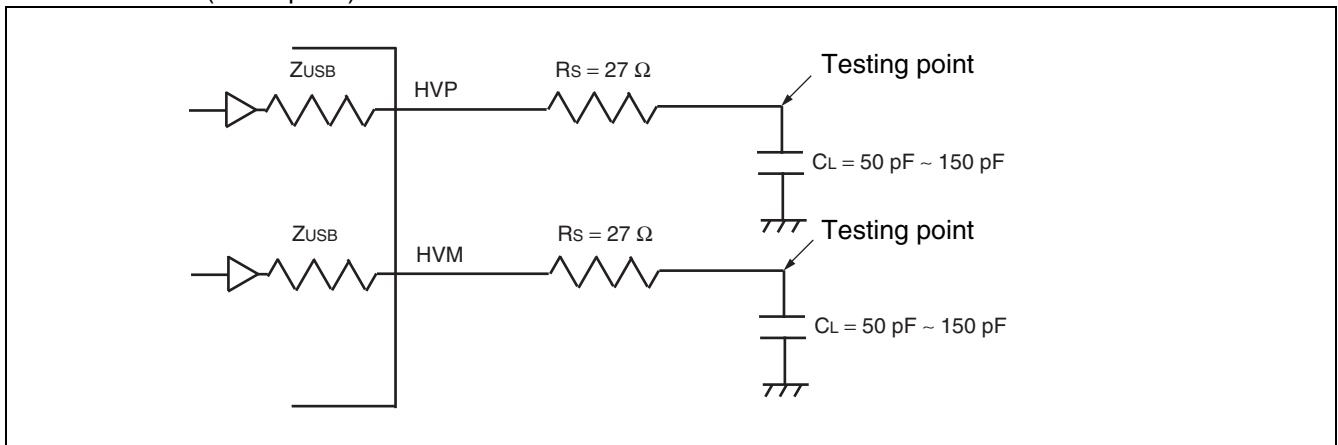 ZUSB
HVP
RS = 27 Ω
Testing point
CL = 50 pF ~ 150 pF
ZUSB
HVM
RS = 27 Ω
Testing point
CL = 50 pF ~ 150 pF